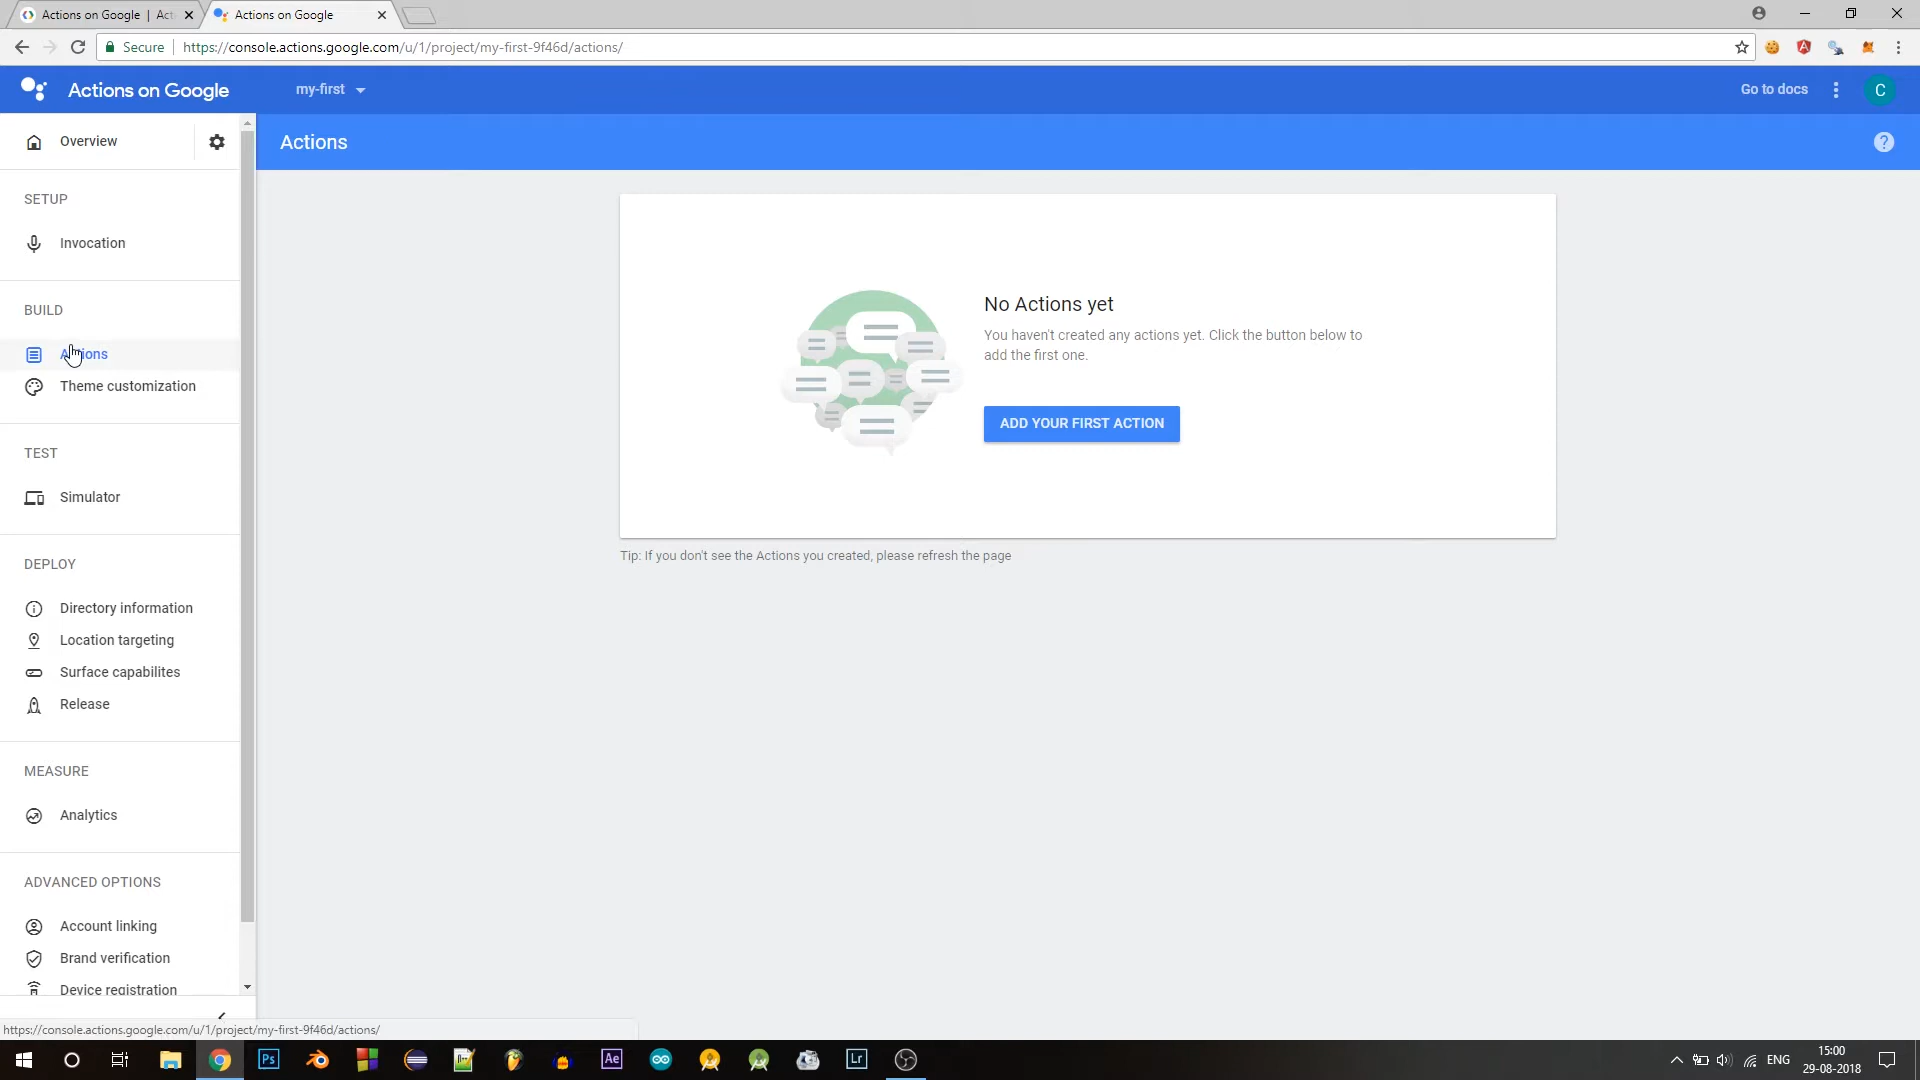 Actions on Google | Act
Actions on Google
Secure
https://console.actions.google.com/u/1/project/my-first-9f46d/actions/
Actions on Google
my-first
Go to docs
C
Overview
Actions
?
SETUP
Invocation
BUILD
Actions
Theme customization
TEST
Simulator
DEPLOY
Directory information
Location targeting
Surface capabilites
Release
MEASURE
Analytics
ADVANCED OPTIONS
Account linking
Brand verification
Device registration
No Actions yet
You haven't created any actions yet. Click the button below to
add the first one.
ADD YOUR FIRST ACTION
Tip: If you don't see the Actions you created, please refresh the page
https://console.actions.google.com/u/1/project/my-first-9f46d/actions/
Ps
Ae
Lr
ENG
15:00
29-08-2018